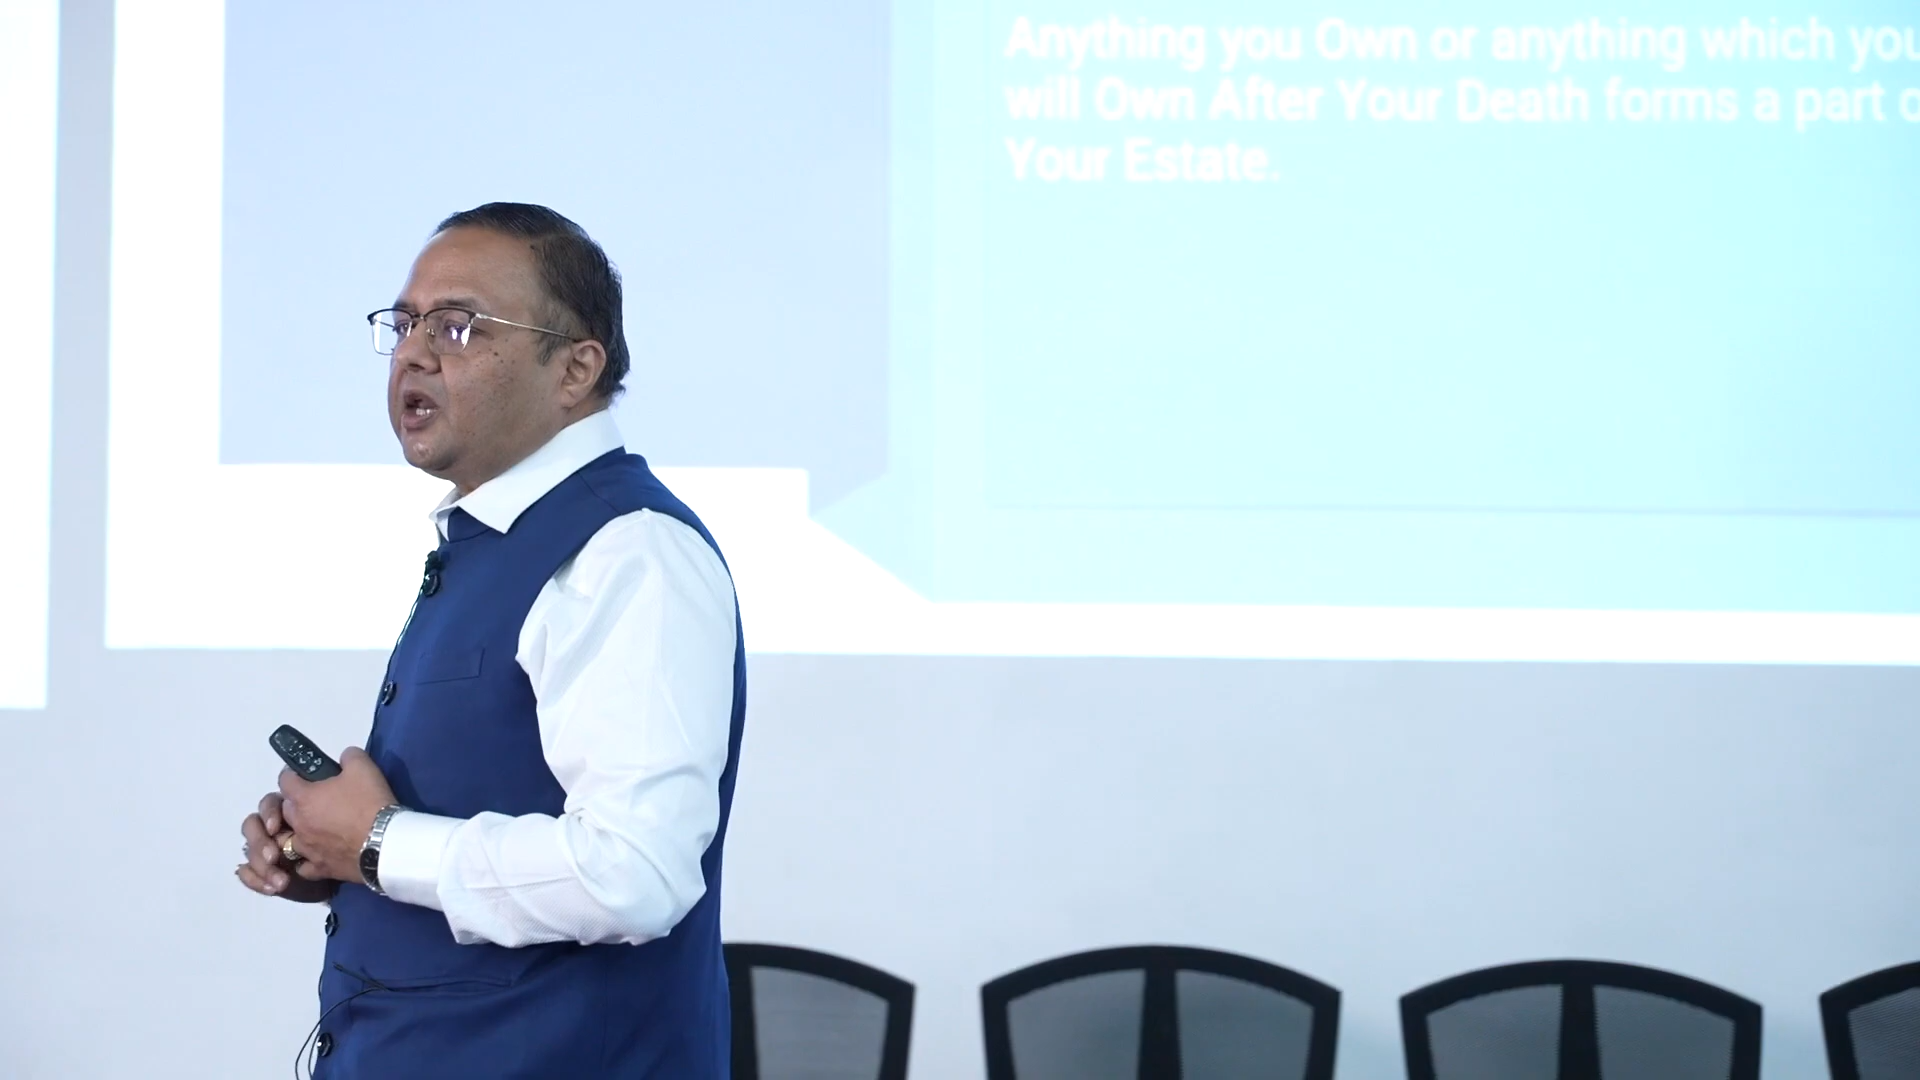 Anything you Own or anything which you
will Own After Your Death forms a part
Your Estate.